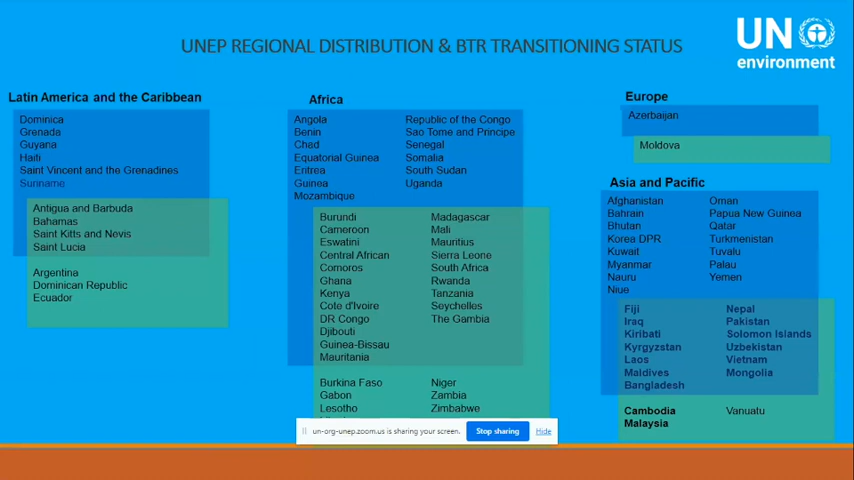 UNEP REGIONAL DISTRIBUTION & BTR TRANSITIONING STATUS
UN
environment
Latin America and the Caribbean
Dominica
Grenada
Guyana
Haiti
Saint Vincent and the Grenadines
Suriname
Antigua and Barbuda
Bahamas
Saint Kitts and Nevis
Saint Lucia
Argentina
Dominican Republic
Ecuador
Africa
Angola Republic of the Congo
Benin Sao Tome and Principe
Chad Senegal
Equatorial Guinea Somalia
Eritrea South Sudan
Guinea Uganda
Mozambique
Burundi Madagascar
Cameroon Mali
Eswatini Mauritius
Central African Sierra Leone
Comoros South Africa
Ghana Rwanda
Kenya Tanzania
Cote d'Ivoire Seychelles
DR Congo The Gambia
Djibouti
Guinea-Bissau
Mauritania
Burkina Faso Niger
Gabon Zambia
Lesotho Zimbabwe
un-org-unep.zoom.us is sharing your screen. Stop sharing Hide
Europe
Azerbaijan
Moldova
Asia and Pacific
Afghanistan Oman
Bahrain Papua New Guinea
Bhutan Qatar
Korea DPR Turkmenistan
Kuwait Tuvalu
Myanmar Palau
Nauru Yemen
Niue
Fiji Nepal
Iraq Pakistan
Kiribati Solomon Islands
Kyrgyzstan Uzbekistan
Laos Vietnam
Maldives Mongolia
Bangladesh
Cambodia Vanuatu
Malaysia